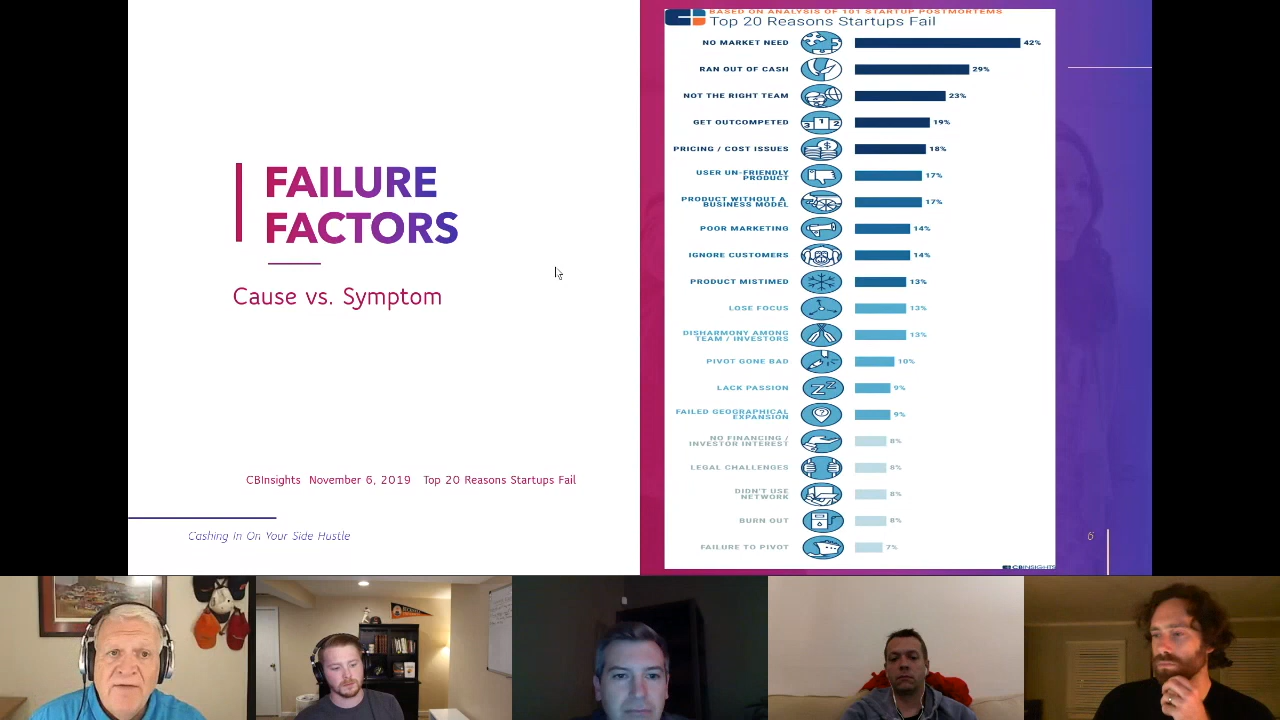 FAILURE
FACTORS
Cause vs. Symptom
CBInsights November 6, 2019 Top 20 Reasons Startups Fail
Cashing In On Your Side Hustle
BASED ON ANALYSIS OF 101 STARTUP POSTMORTEMS
Top 20 Reasons Startups Fail
NO MARKET NEED 42%
RAN OUT OF CASH 29%
NOT THE RIGHT TEAM 23%
GET OUTCOMPETED 3 1 2 19%
PRICING / COST ISSUES $ 18%
USER UN-FRIENDLY
PRODUCT 17%
PRODUCT WITHOUT A
BUSINESS MODEL 17%
POOR MARKETING 14%
IGNORE CUSTOMERS 14%
PRODUCT MISTIMED 13%
LOSE FOCUS 13%
DISHARMONY AMONG
TEAM / INVESTORS 13%
PIVOT GONE BAD 10%
LACK PASSION ZZ 9%
FAILED GEOGRAPHICAL
EXPANSION ? 9%
NO FINANCING /
INVESTOR INTEREST 8%
LEGAL CHALLENGES 8%
DIDN'T USE
NETWORK 8%
BURN OUT 8%
FAILURE TO PIVOT 7%
CBINSIGHTS
6